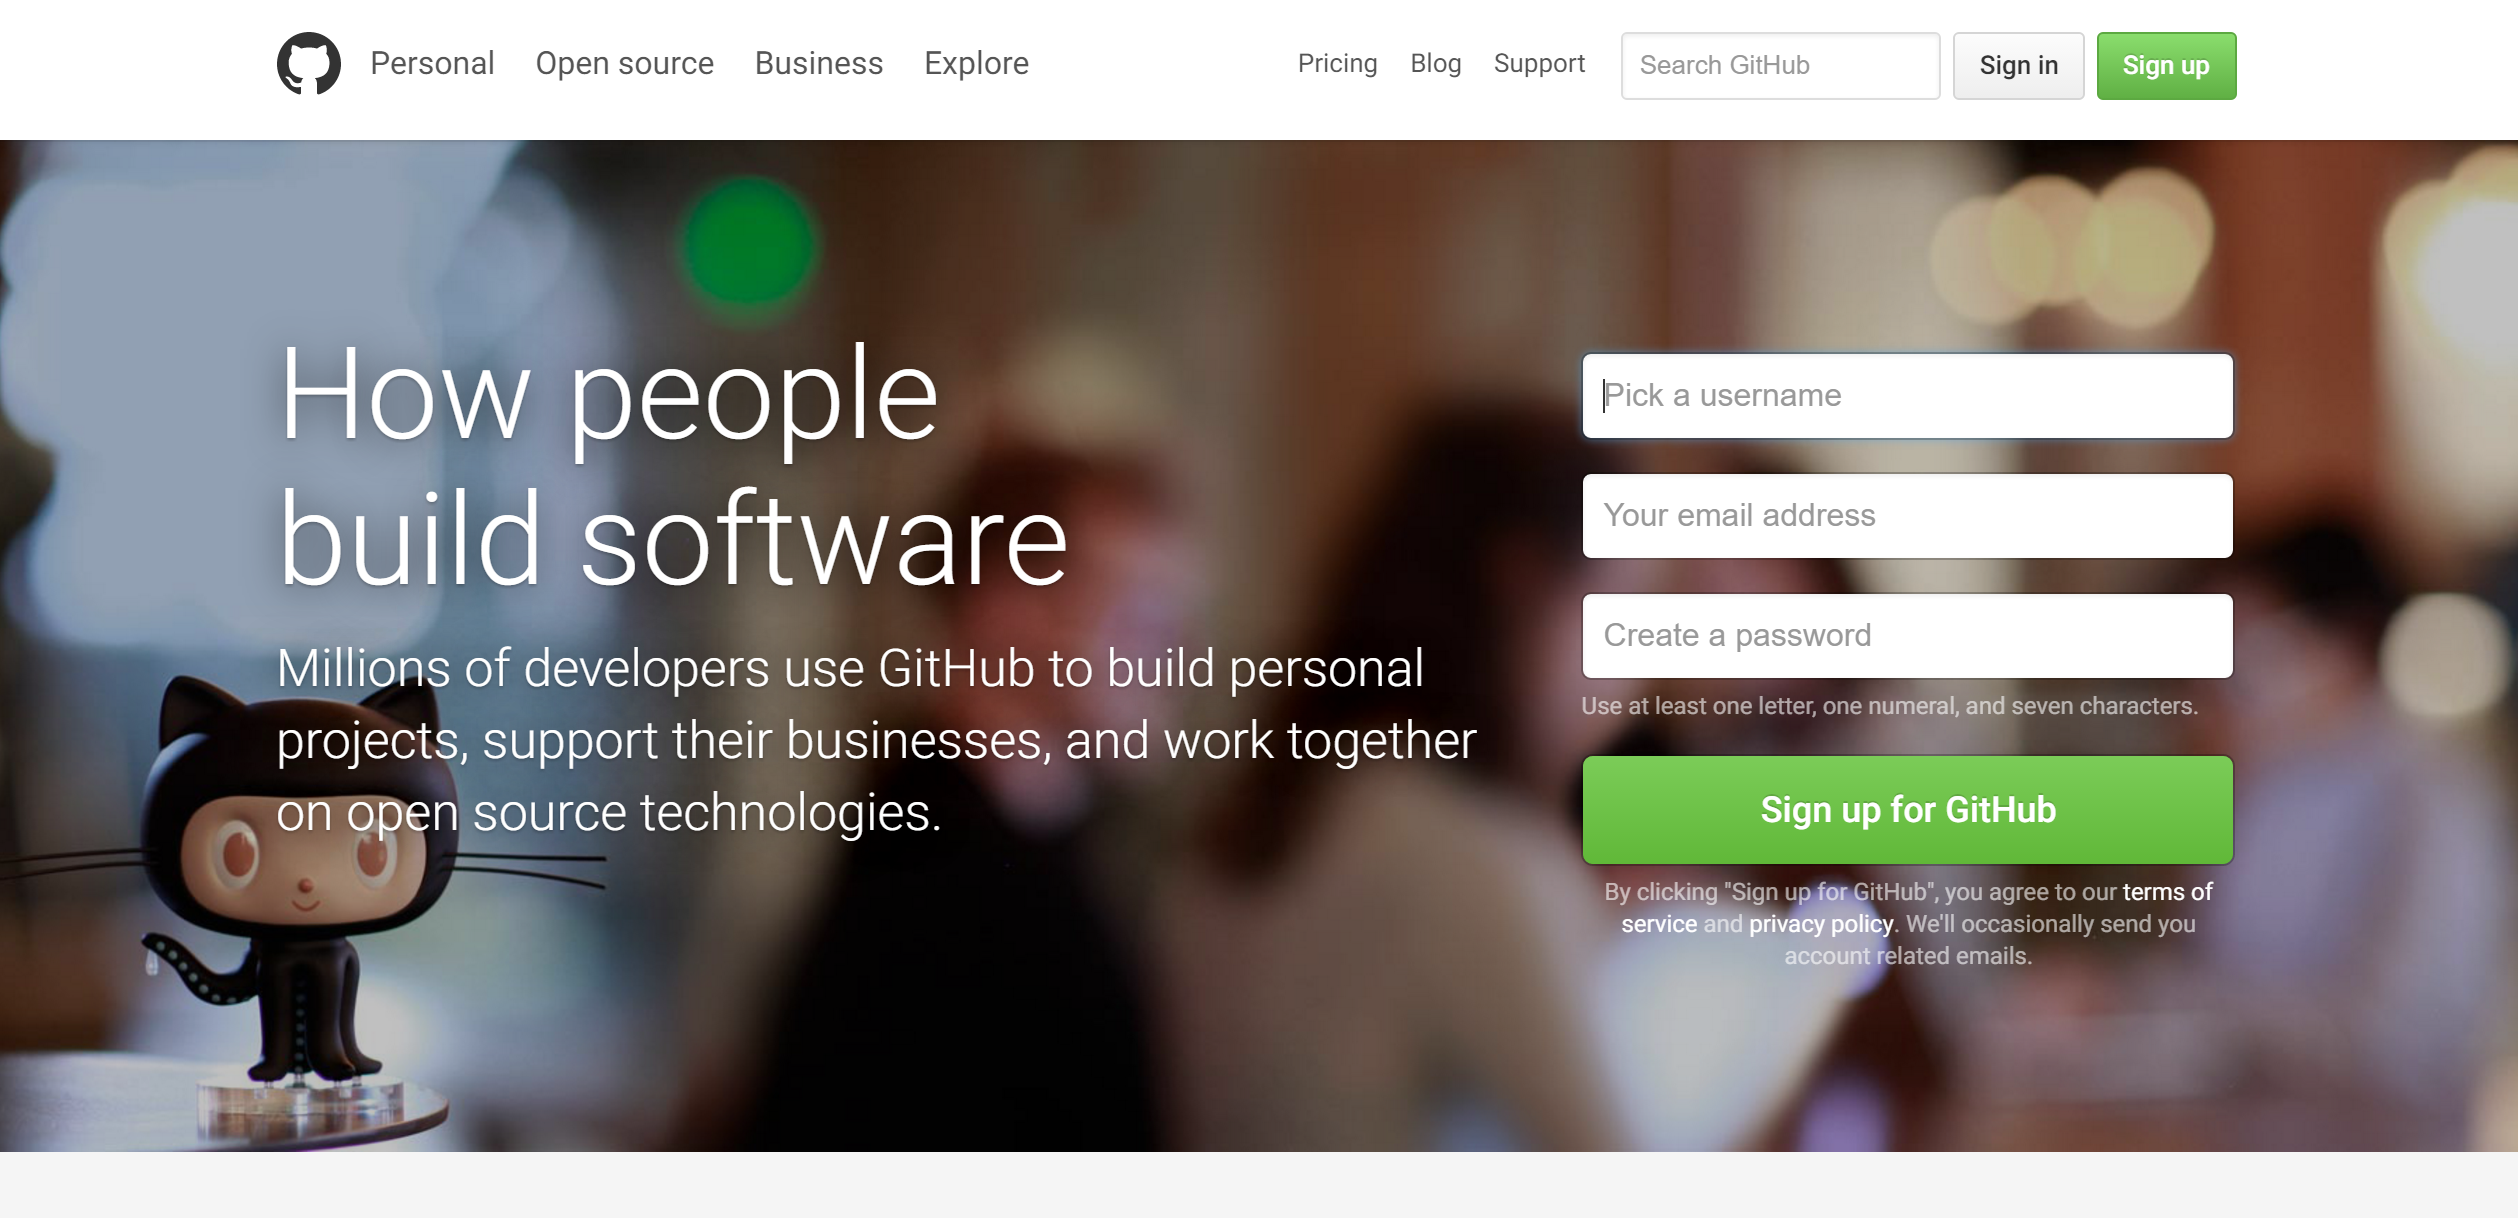 Personal
Open source
Business
Explore
Pricing
Blog
Support
Search GitHub
Sign in
Sign up
How people
build software
Millions of developers use GitHub to build personal
projects, support their businesses, and work together
on open source technologies.
Pick a username
Your email address
Create a password
Use at least one letter, one numeral, and seven characters.
Sign up for GitHub
By clicking "Sign up for GitHub", you agree to our terms of
service and privacy policy. We'll occasionally send you
account related emails.